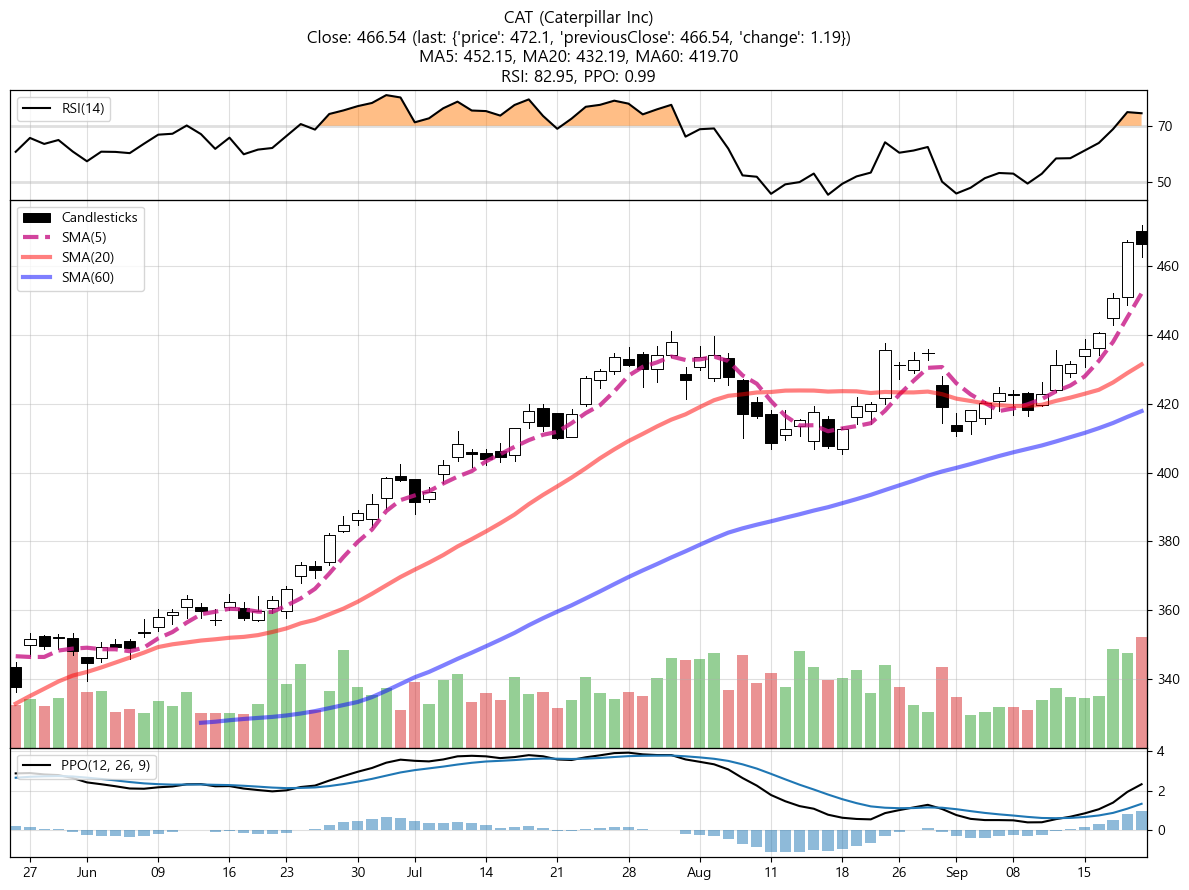 CAT (Caterpillar Inc)
Close: 466.54 (last: {'price': 472.1, 'previousClose': 466.54, 'change': 1.19})
MA5: 452.15, MA20: 432.19, MA60: 419.70
RSI: 82.95, PPO: 0.99
RSI(14)
70
50
Candlesticks
SMA(5)
SMA(20)
SMA(60)
460
440
420
400
380
360
340
PPO(12, 26, 9)
4
2
0
27 Jun 09 16 23 30 Jul 14 21 28 Aug 11 18 26 Sep 08 15